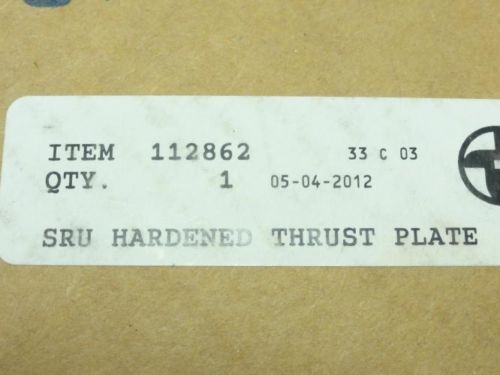 ITEM 112862 33 C 03
QTY. 1 05-04-2012
SRU HARDENED THRUST PLATE